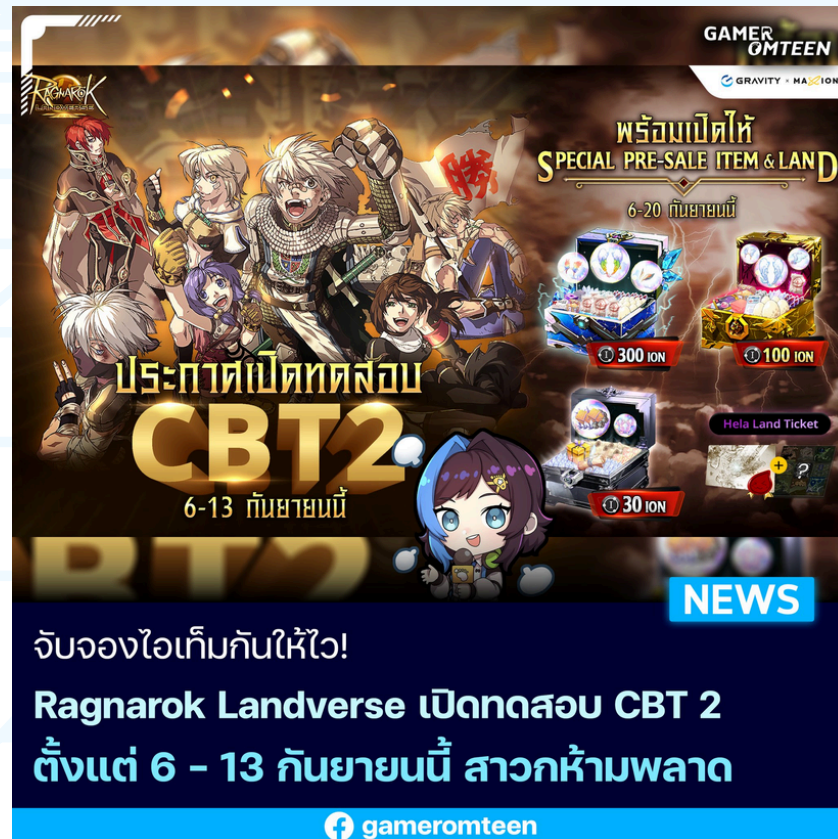 GAMER
OMTEEN
RAGNAROK
LANDVERSE
GRAVITY × MAXION
พร้อมเปิดให้
SPECIAL PRE-SALE ITEM & LAND
6-20 กันยายนนี้
勝
300 ION
100 ION
ประกาศเปิดทดสอบ
CBT2
6-13 กันยายนนี้
Hela Land Ticket
30 ION
+
?
NEWS
จับจองไอเท็มกันให้ไว!
Ragnarok Landverse เปิดทดสอบ CBT 2
ตั้งแต่ 6 - 13 กันยายนนี้ สาวกห้ามพลาด
gameromteen